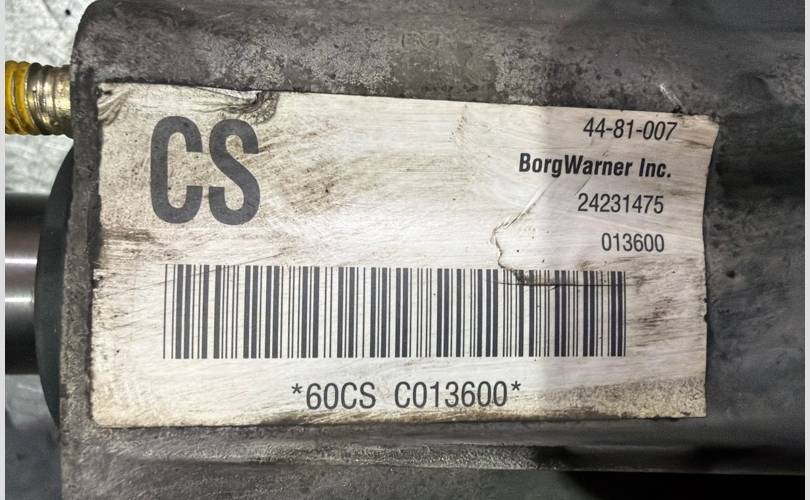 CS
44-81-007
BorgWarner Inc.
24231475
013600
*60CS C013600*